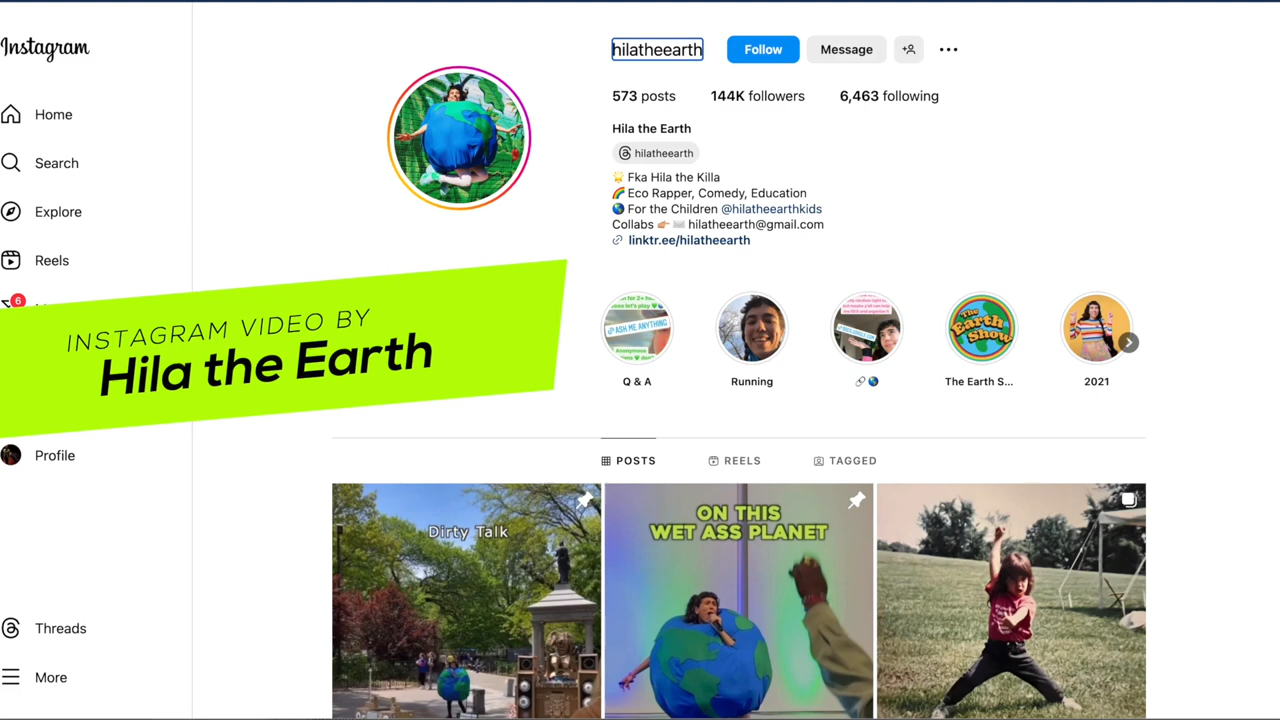 Instagram
Home
Search
Explore
Reels
6
Profile
Threads
More
INSTAGRAM VIDEO BY
Hila the Earth
hilatheearth
Follow
Message
573 posts
144K followers
6,463 following
Hila the Earth
hilatheearth
Fka Hila the Killa
Eco Rapper, Comedy, Education
For the Children @hilatheearthkids
Collabs hilatheearth@gmail.com
linktr.ee/hilatheearth
ASK ME ANYTHING
The
Earth
Show
Q & A
Running
The Earth S...
2021
POSTS
REELS
TAGGED
Dirty Talk
ON THIS
WET ASS PLANET